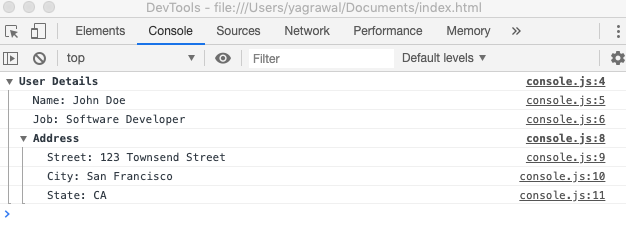 DevTools - file:///Users/yagrawal/Documents/index.html
Elements Console Sources Network Performance Memory »
top ▼ Filter Default levels ▼
▼ User Details console.js:4
Name: John Doe console.js:5
Job: Software Developer console.js:6
▼ Address console.js:8
Street: 123 Townsend Street console.js:9
City: San Francisco console.js:10
State: CA console.js:11
>